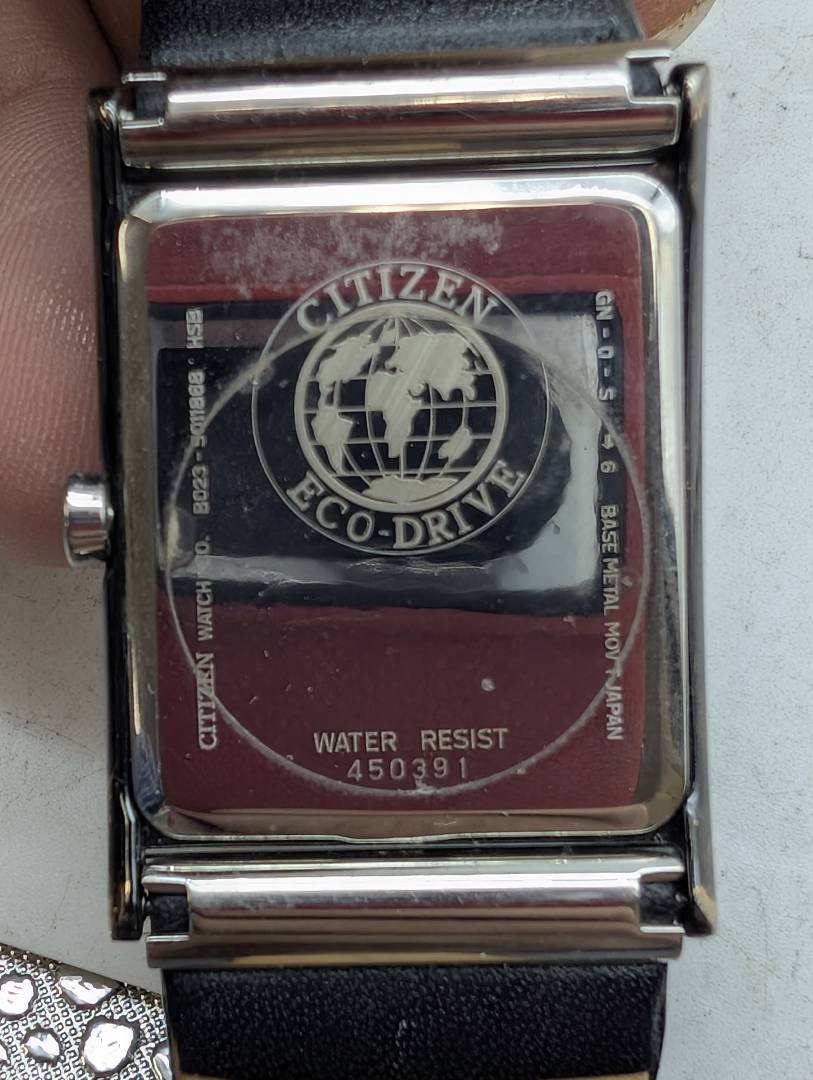 CITIZEN
ECO-DRIVE
CITIZEN WATCH CO. B023-S011808 HSB
GN-0-S BASE METAL MOV'T JAPAN
WATER RESIST
450391